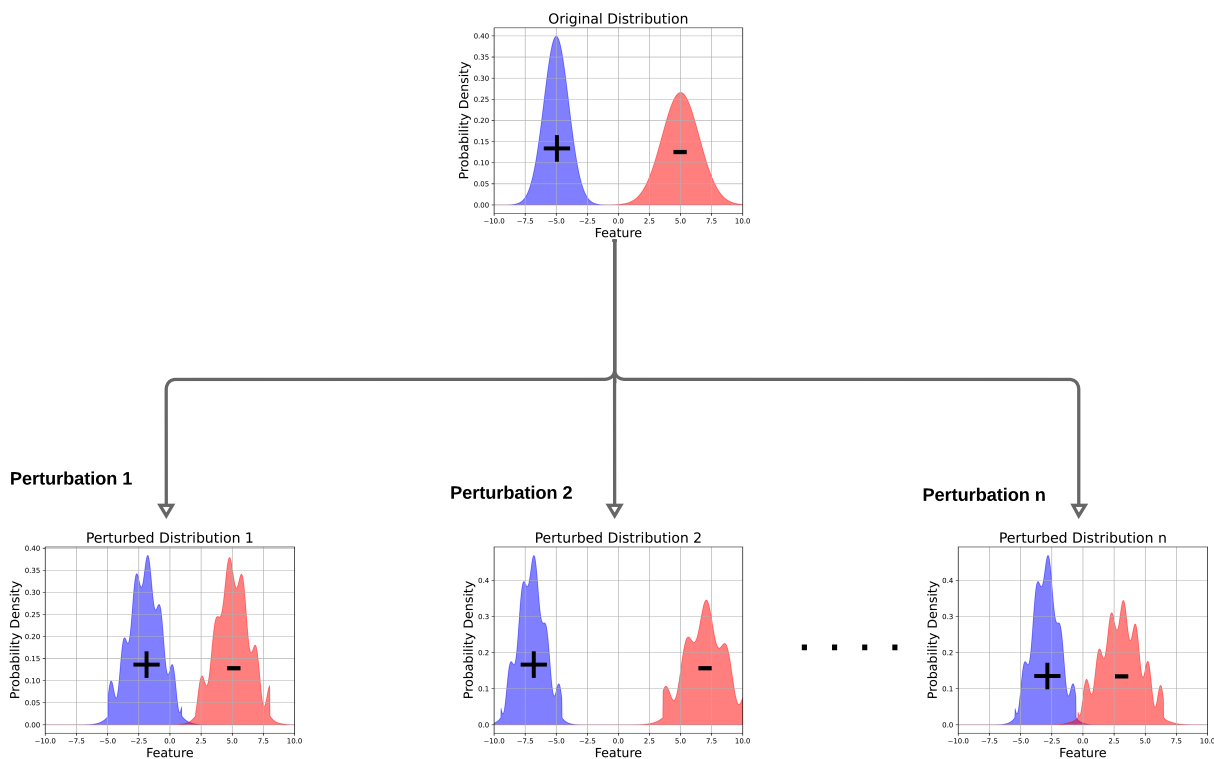 Original Distribution
0.40
0.35
0.30
0.25
0.20
0.15
0.10
0.05
0.00
Probability Density
+
-
−10.0 −7.5 −5.0 −2.5 0.0 2.5 5.0 7.5 10.0
Feature
Perturbation 1
Perturbation 2
Perturbation n
Perturbed Distribution 1
0.40
0.35
0.30
0.25
0.20
0.15
0.10
0.05
0.00
Probability Density
+
-
−10.0 −7.5 −5.0 −2.5 0.0 2.5 5.0 7.5 10.0
Feature
Perturbed Distribution 2
0.4
0.3
0.2
0.1
0.0
Probability Density
+
-
−10.0 −7.5 −5.0 −2.5 0.0 2.5 5.0 7.5 10.0
Feature
. . . .
Perturbed Distribution n
0.4
0.3
0.2
0.1
0.0
Probability Density
+
-
−10.0 −7.5 −5.0 −2.5 0.0 2.5 5.0 7.5 10.0
Feature